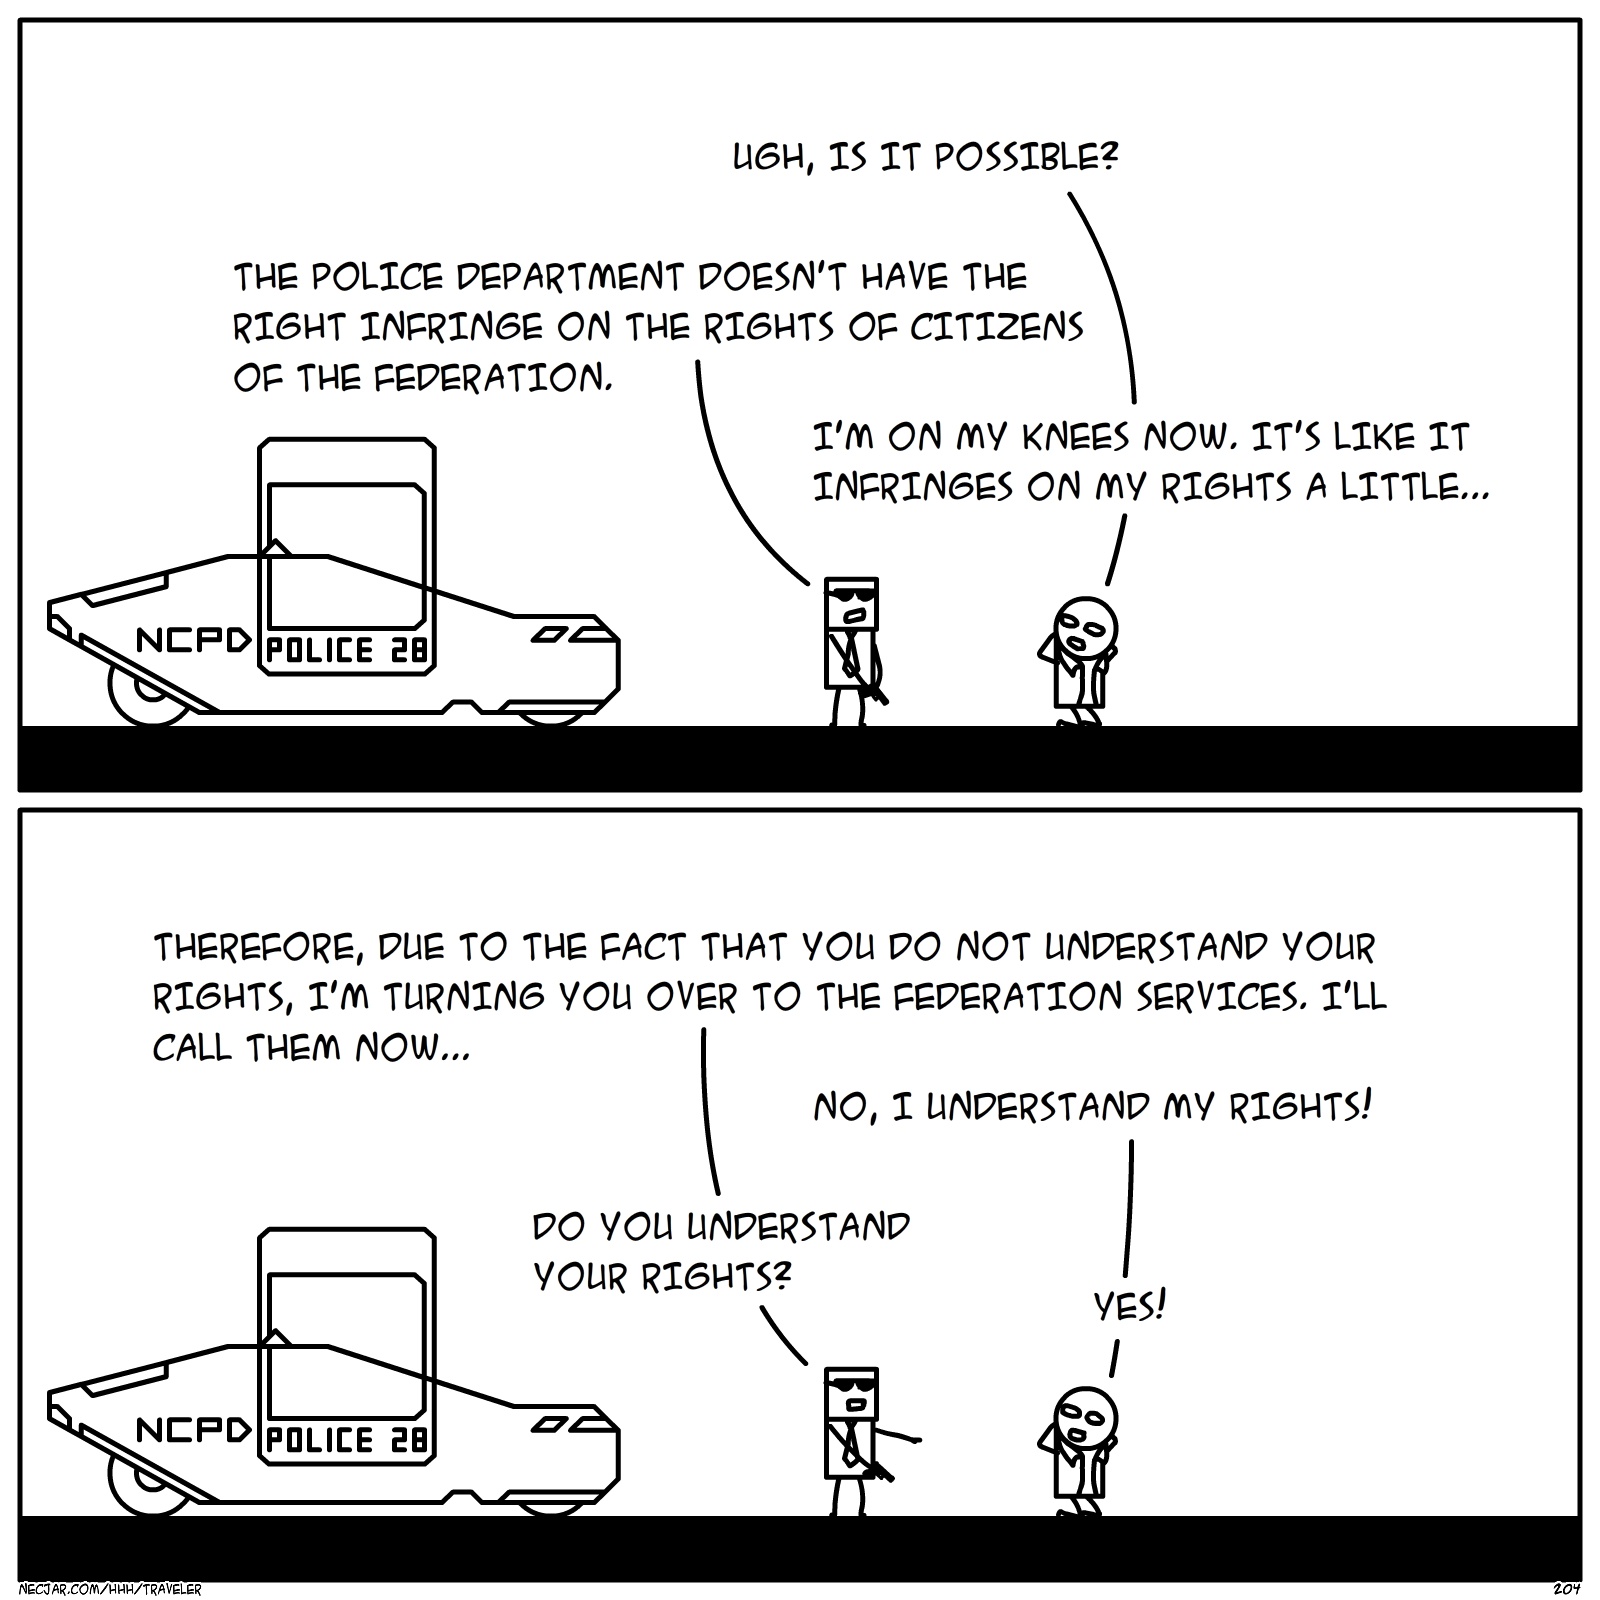 UGH, IS IT POSSIBLE?
THE POLICE DEPARTMENT DOESN'T HAVE THE
RIGHT INFRINGE ON THE RIGHTS OF CITIZENS
OF THE FEDERATION.
I'M ON MY KNEES NOW. IT'S LIKE IT
INFRINGES ON MY RIGHTS A LITTLE...
NCPD
POLICE 28
THEREFORE, DUE TO THE FACT THAT YOU DO NOT UNDERSTAND YOUR
RIGHTS, I'M TURNING YOU OVER TO THE FEDERATION SERVICES. I'LL
CALL THEM NOW...
NO, I UNDERSTAND MY RIGHTS!
DO YOU UNDERSTAND
YOUR RIGHTS?
YES!
NCPD
POLICE 28
NECJAR.COM/HHH/TRAVELER
204